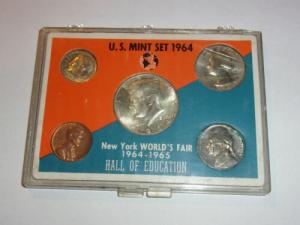 U.S. MINT SET 1964
New York WORLD'S FAIR
1964-1965
HALL OF EDUCATION